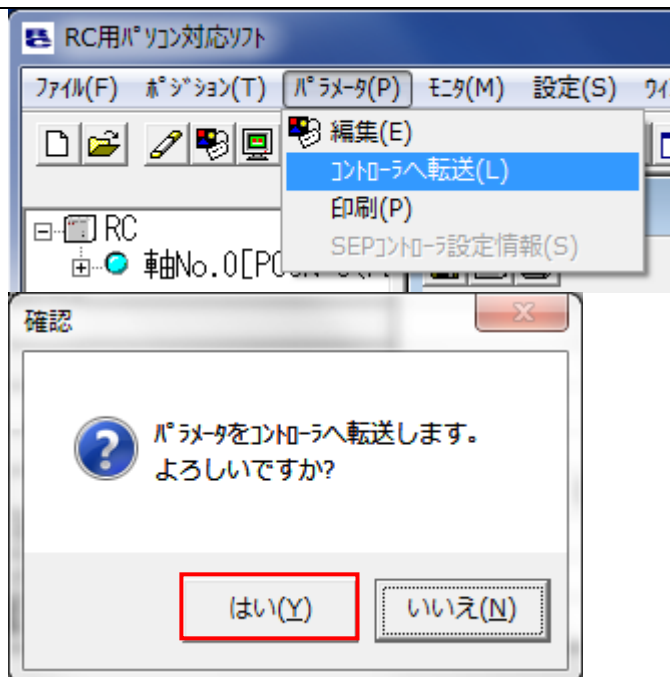 RC用ﾊﾟｿｺﾝ対応ｿﾌﾄ
ﾌｧｲﾙ(F) ﾎﾟｼﾞｼｮﾝ(T) ﾊﾟﾗﾒｰﾀ(P) ﾓﾆﾀ(M) 設定(S)
編集(E)
ｺﾝﾄﾛｰﾗへ転送(L)
印刷(P)
SEPｺﾝﾄﾛｰﾗ設定情報(S)
RC
軸No.0
確認
ﾊﾟﾗﾒｰﾀをｺﾝﾄﾛｰﾗへ転送します。
よろしいですか?
はい(Y) いいえ(N)